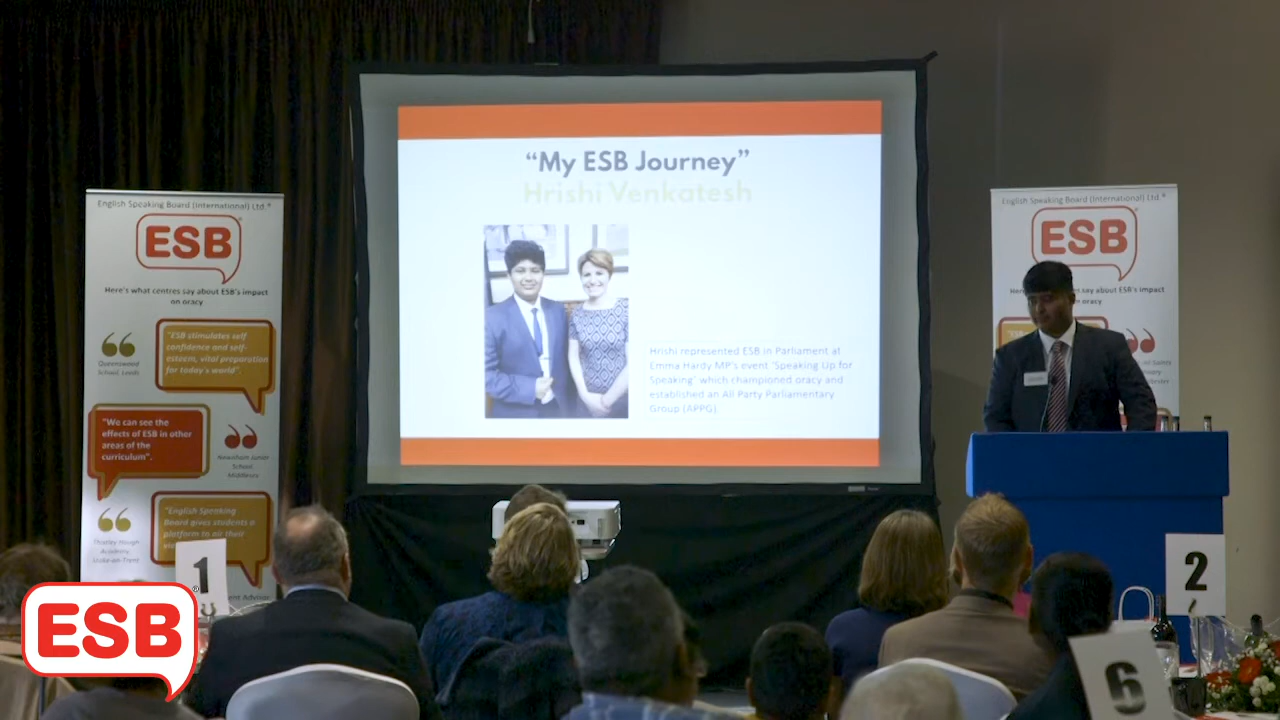 "My ESB Journey"
Hrishi Venkatesh
Hrishi represented ESB in Parliament at
Emma Hardy MP's event 'Speaking Up for
Speaking' which championed oracy and
established an All Party Parliamentary
Group (APPG)
English Speaking Board (International) Ltd.®
ESB
Here's what centres say about ESB's impact
on oracy
"ESB stimulates self
confidence and self-
esteem, vital preparation
for today's world".
Queenswood
School, Leeds
"We can see the
effects of ESB in other
areas of the
curriculum".
Newsham Junior
School,
"English Speaking
Board gives students a
platform to air their
Academy,
Stoke-on-Trent
English Speaking Board (International) Ltd.®
ESB
say about ESB's impact
oracy
1
2
6
ESB®